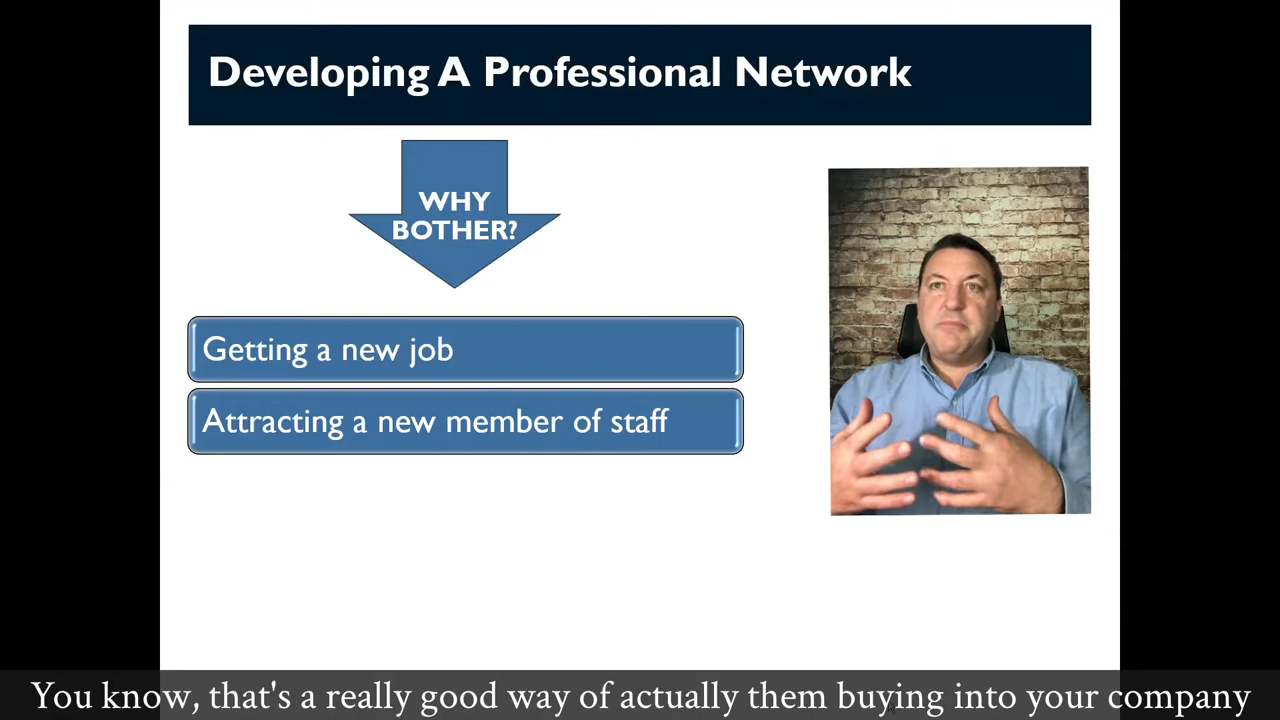 Developing A Professional Network
WHY
BOTHER?
Getting a new job
Attracting a new member of staff
You know, that's a really good way of actually them buying into your company